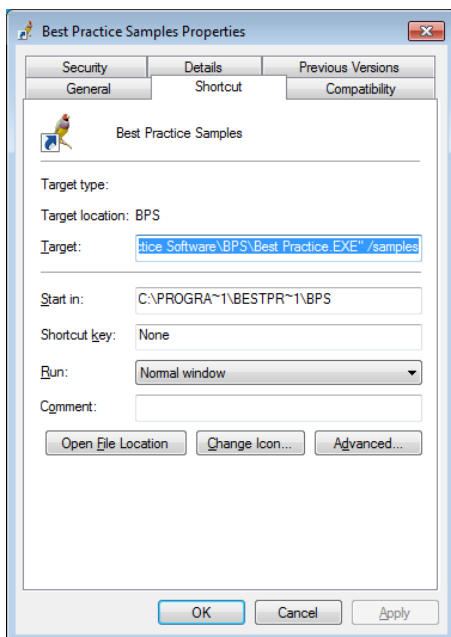 Best Practice Samples Properties
Security Details Previous Versions
General Shortcut Compatibility
Best Practice Samples
Target type:
Target location: BPS
Target: tice Software\BPS\Best Practice.EXE" /samples
Start in: C:\PROGRA~1\BESTPR~1\BPS
Shortcut key: None
Run: Normal window
Comment:
Open File Location Change Icon... Advanced...
OK Cancel Apply